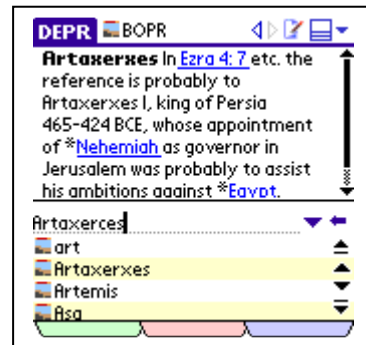 DEPR BOPR
Artaxerxes In Ezra 4: 7 etc. the
reference is probably to
Artaxerxes I, king of Persia
465-424 BCE, whose appointment
of *Nehemiah as governor in
Jerusalem was probably to assist
his ambitions against *Egypt.
Artaxerces
art
Artaxerxes
Artemis
Asa